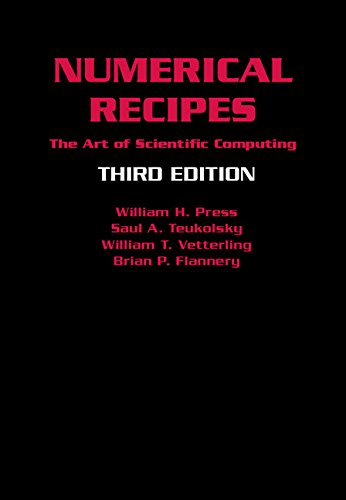 NUMERICAL
RECIPES
The Art of Scientific Computing
THIRD EDITION
William H. Press
Saul A. Teukolsky
William T. Vetterling
Brian P. Flannery